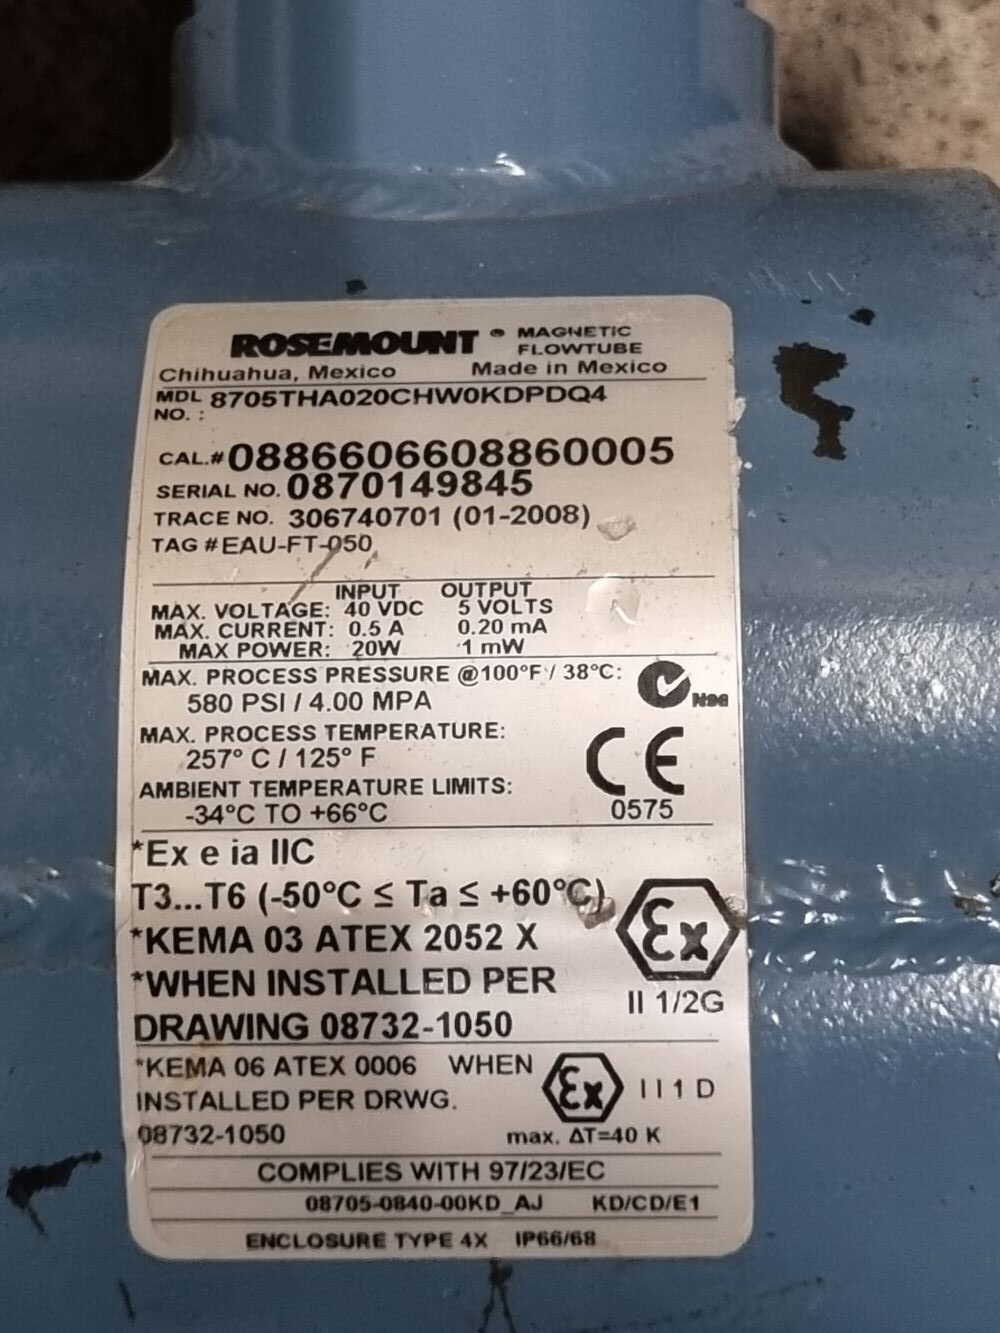 ROSEMOUNT ® MAGNETIC FLOWTUBE
Chihuahua, Mexico Made in Mexico
MDL NO. : 8705THA020CHW0KDPDQ4
CAL.# 0886606608860005
SERIAL NO. 0870149845
TRACE NO. 306740701 (01-2008)
TAG # EAU-FT-050
INPUT OUTPUT
MAX. VOLTAGE: 40 VDC 5 VOLTS
MAX. CURRENT: 0.5 A 0.20 mA
MAX POWER: 20W 1 mW
MAX. PROCESS PRESSURE @100°F / 38°C:
580 PSI / 4.00 MPA
N96
MAX. PROCESS TEMPERATURE:
257° C / 125° F
CE
AMBIENT TEMPERATURE LIMITS:
-34°C TO +66°C
0575
*Ex e ia IIC
T3...T6 (-50°C ≤ Ta ≤ +60°C)
*KEMA 03 ATEX 2052 X
Ex
*WHEN INSTALLED PER
II 1/2G
DRAWING 08732-1050
*KEMA 06 ATEX 0006 WHEN
Ex II 1 D
INSTALLED PER DRWG.
08732-1050 max. ΔT=40 K
COMPLIES WITH 97/23/EC
08705-0840-00KD_AJ KD/CD/E1
ENCLOSURE TYPE 4X IP66/68